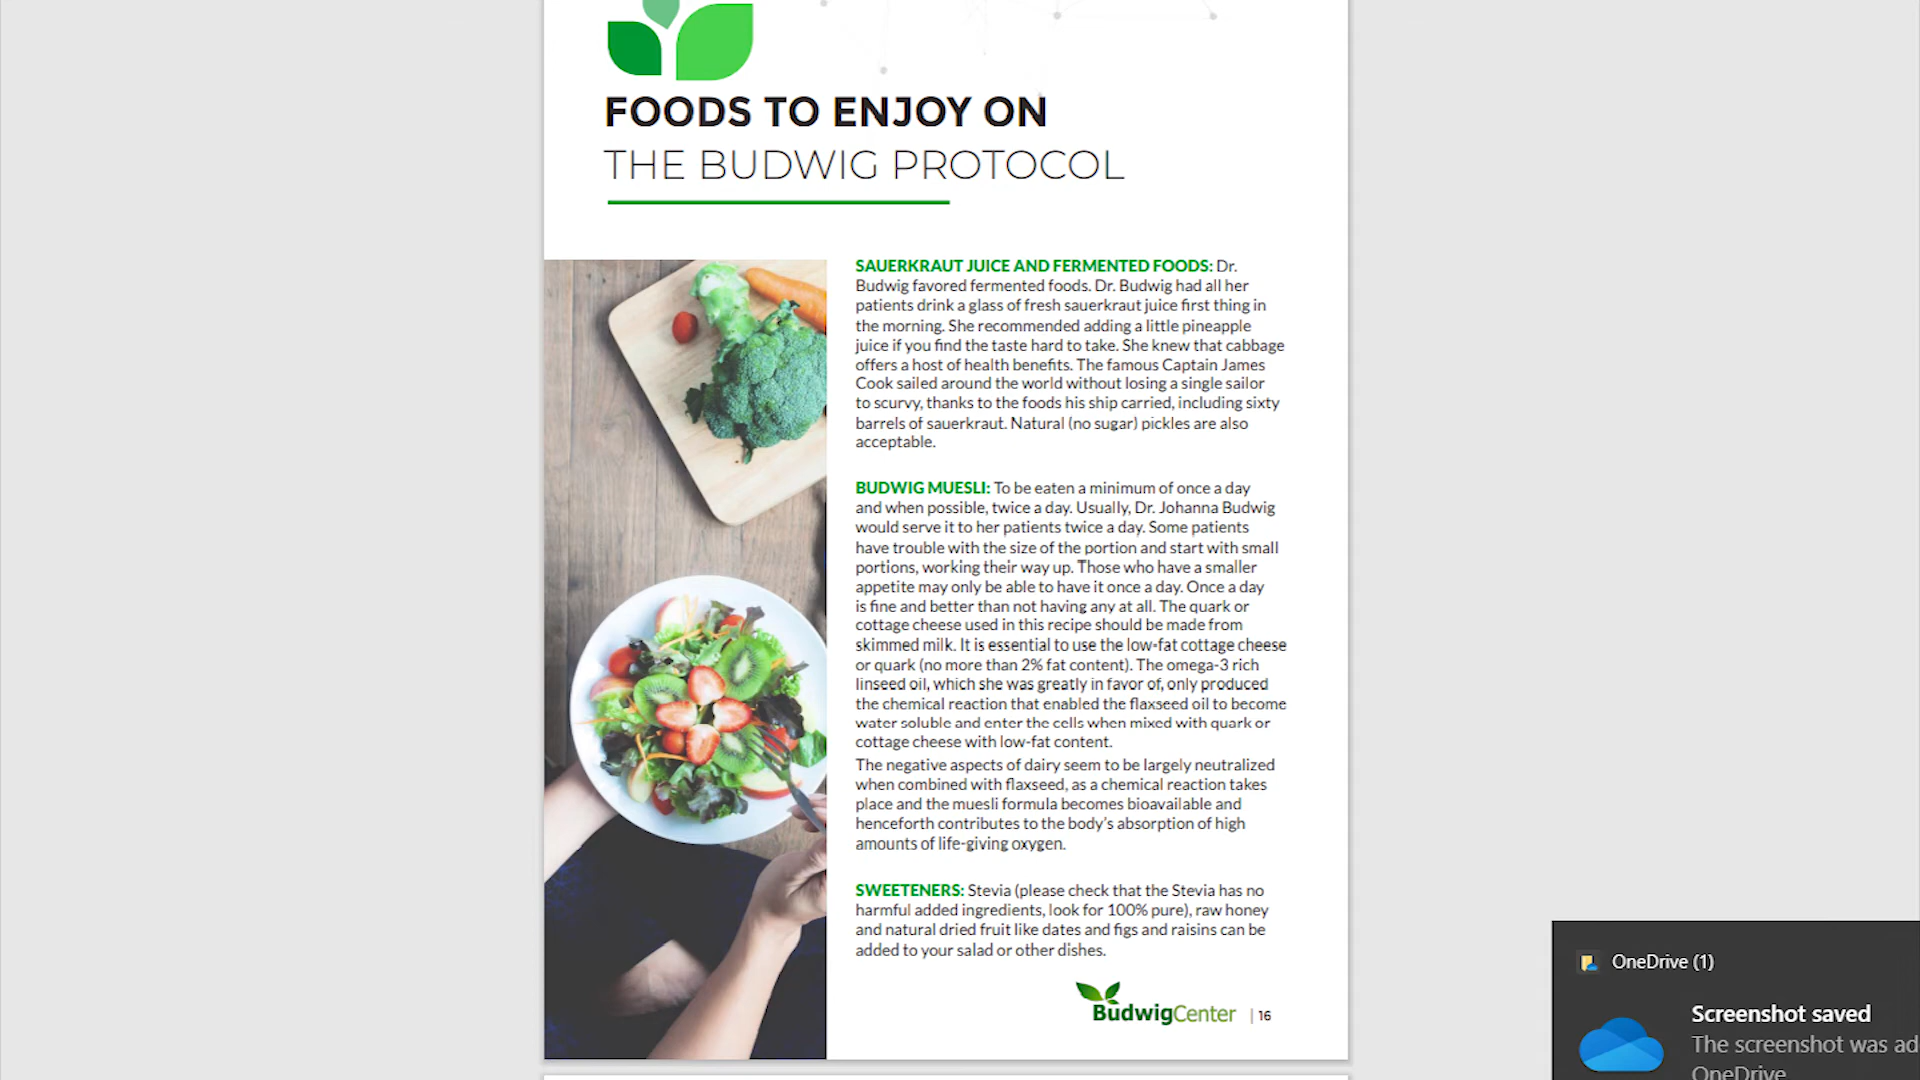 FOODS TO ENJOY ON
THE BUDWIG PROTOCOL
SAUERKRAUT JUICE AND FERMENTED FOODS: Dr.
Budwig favored fermented foods. Dr. Budwig had all her
patients drink a glass of fresh sauerkraut juice first thing in
the morning. She recommended adding a little pineapple
juice if you find the taste hard to take. She knew that cabbage
offers a host of health benefits. The famous Captain James
Cook sailed around the world without losing a single sailor
to scurvy, thanks to the foods his ship carried, including sixty
barrels of sauerkraut. Natural (no sugar) pickles are also
acceptable.
BUDWIG MUESLI: To be eaten a minimum of once a day
and when possible, twice a day. Usually, Dr. Johanna Budwig
would serve it to her patients twice a day. Some patients
have trouble with the size of the portion and start with small
portions, working their way up. Those who have a smaller
appetite may only be able to have it once a day. Once a day
is fine and better than not having any at all. The quark or
cottage cheese used in this recipe should be made from
skimmed milk. It is essential to use the low-fat cottage cheese
or quark (no more than 2% fat content). The omega-3 rich
linseed oil, which she was greatly in favor of, only produced
the chemical reaction that enabled the flaxseed oil to become
water soluble and enter the cells when mixed with quark or
cottage cheese with low-fat content.
The negative aspects of dairy seem to be largely neutralized
when combined with flaxseed, as a chemical reaction takes
place and the muesli formula becomes bioavailable and
henceforth contributes to the body's absorption of high
amounts of life-giving oxygen.
SWEETENERS: Stevia (please check that the Stevia has no
harmful added ingredients, look for 100% pure), raw honey
and natural dried fruit like dates and figs and raisins can be
added to your salad or other dishes.
BudwigCenter | 16
OneDrive (1)
Screenshot saved
The screenshot was ad
OneDrive